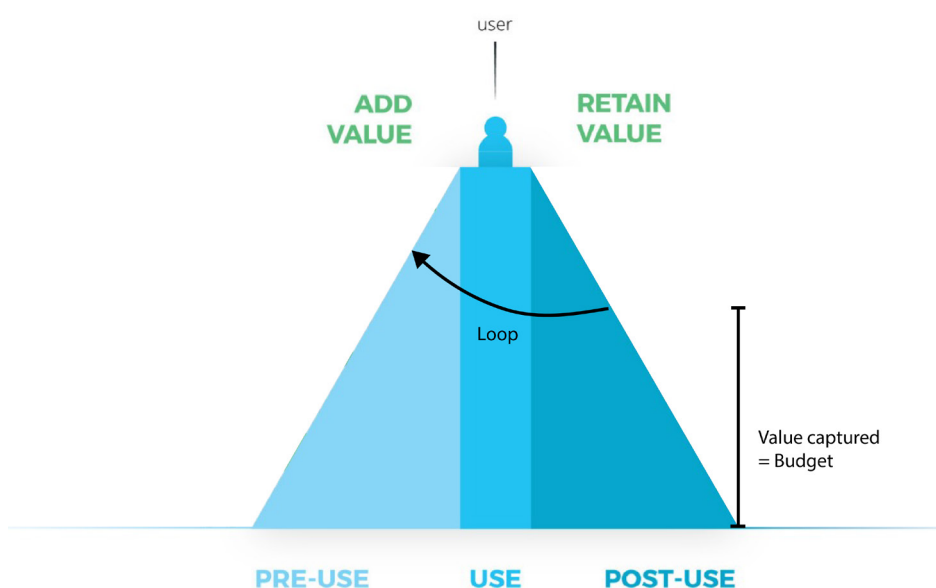 user
ADD
VALUE
RETAIN
VALUE
Loop
Value captured
= Budget
PRE-USE
USE
POST-USE